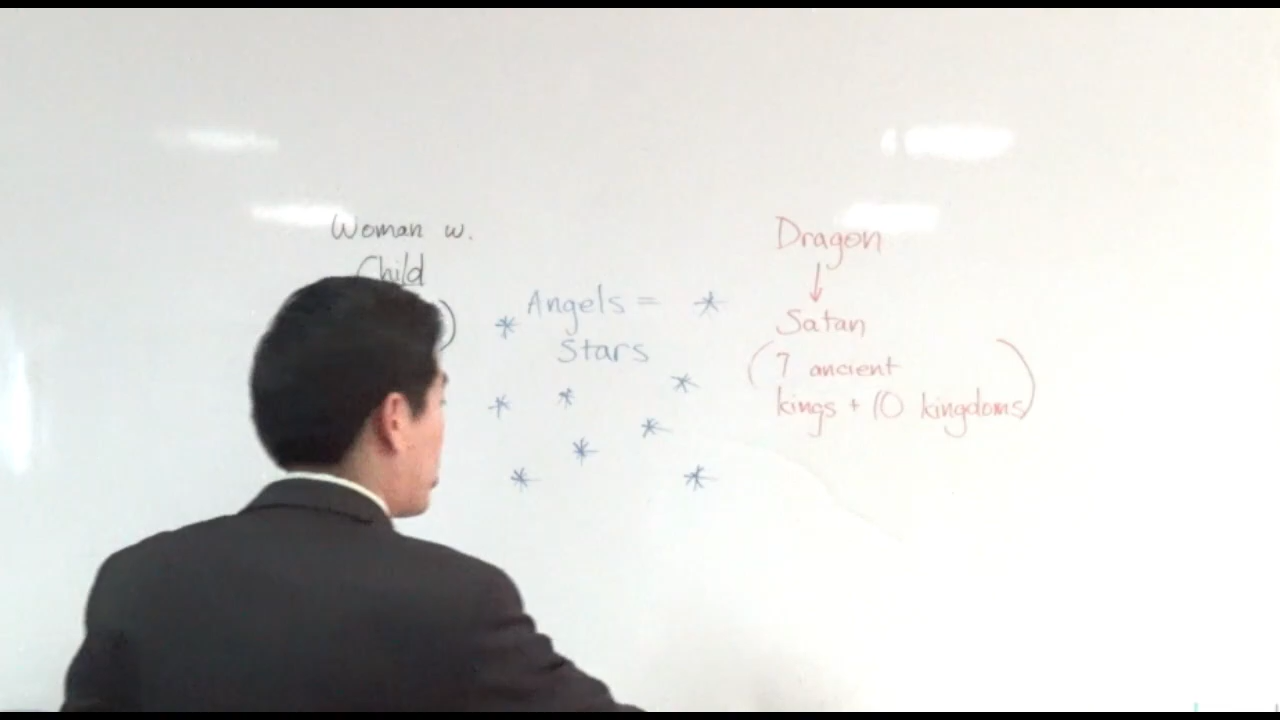 Woman w.
Child
)
Angels =
Stars
Dragon
↓
Satan
(7 ancient
kings + 10 kingdoms)